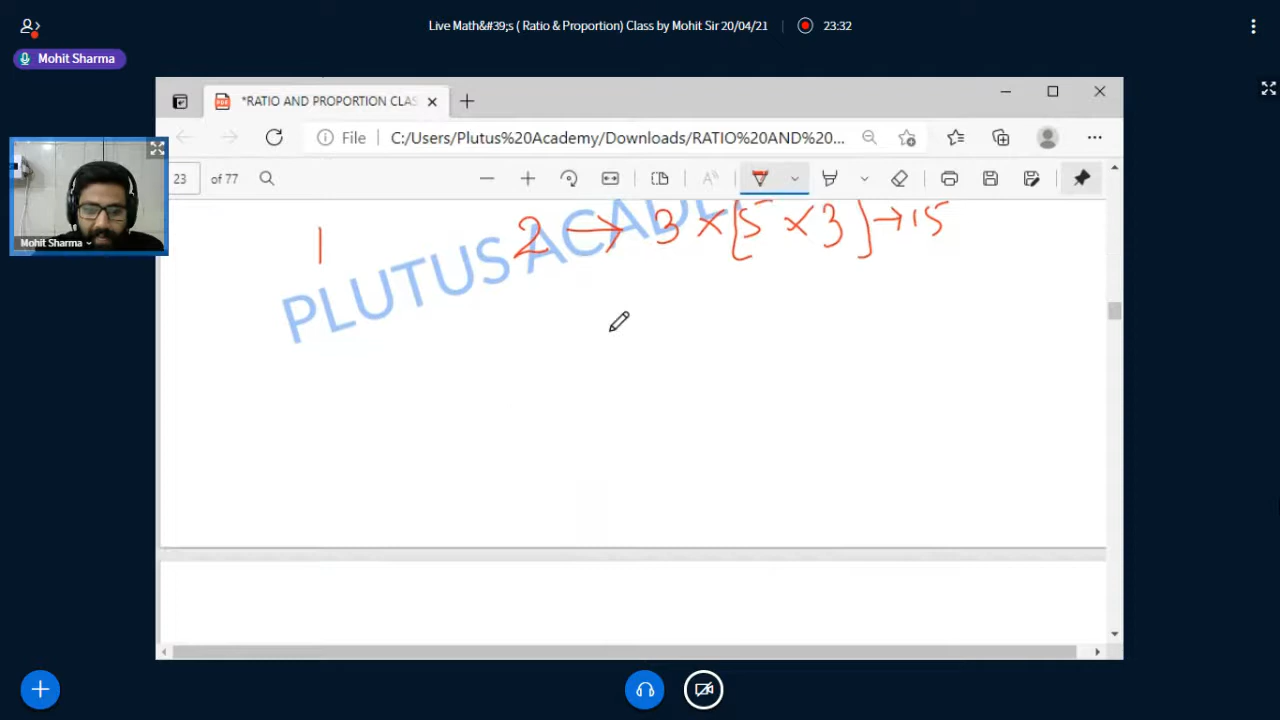 Live Math&#39;s ( Ratio & Proportion) Class by Mohit Sir 20/04/21 23:32
Mohit Sharma
*RATIO AND PROPORTION CLAS
File C:/Users/Plutus%20Academy/Downloads/RATIO%20AND%20...
23 of 77
1 2 → 3 × [5 × 3] → 15
PLUTUS ACADE
Mohit Sharma